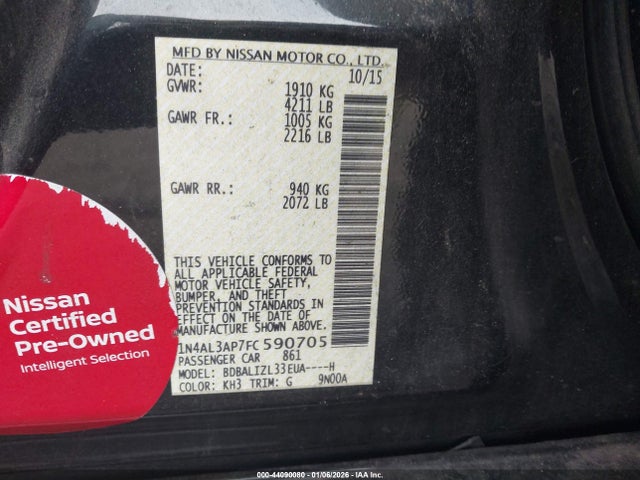 MFD BY NISSAN MOTOR CO., LTD.
DATE: 10/15
GVWR: 1910 KG
4211 LB
GAWR FR.: 1005 KG
2216 LB
GAWR RR.: 940 KG
2072 LB
THIS VEHICLE CONFORMS TO
ALL APPLICABLE FEDERAL
MOTOR VEHICLE SAFETY,
BUMPER, AND THEFT
PREVENTION STANDARDS IN
EFFECT ON THE DATE OF
MANUFACTURE SHOWN ABOVE.
1N4AL3AP7FC590705
PASSENGER CAR 861
MODEL: BDBALIZL33EUA----H
COLOR: KH3 TRIM: G 9N00A
Nissan
Certified
Pre-Owned
Intelligent Selection
000-44090080 - 01/06/2026 - IAA, Inc.